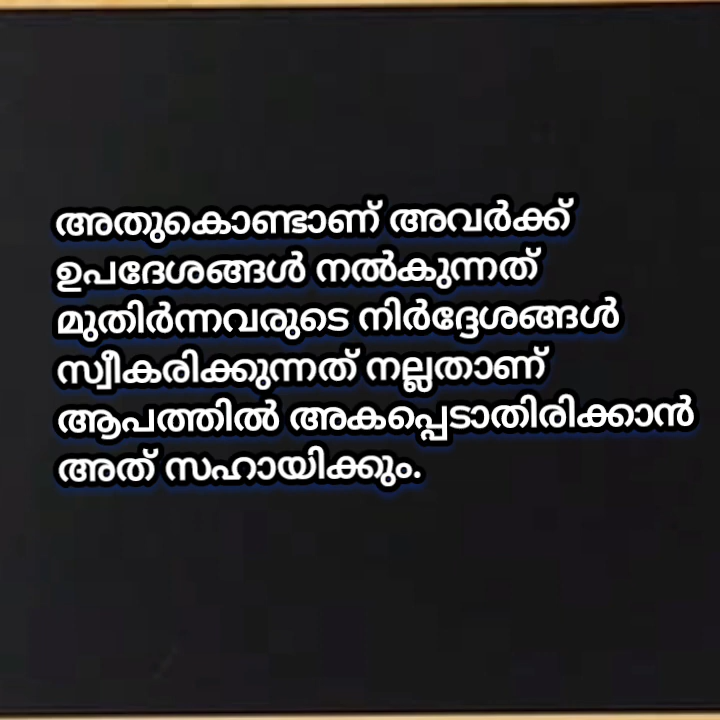 അതുകൊണ്ടാണ് അവർക്ക്
ഉപദേശങ്ങൾ നൽകുന്നത്
മുതിർന്നവരുടെ നിർദ്ദേശങ്ങൾ
സ്വീകരിക്കുന്നത് നല്ലതാണ്
ആപത്തിൽ അകപ്പെടാതിരിക്കാൻ
അത് സഹായിക്കും.